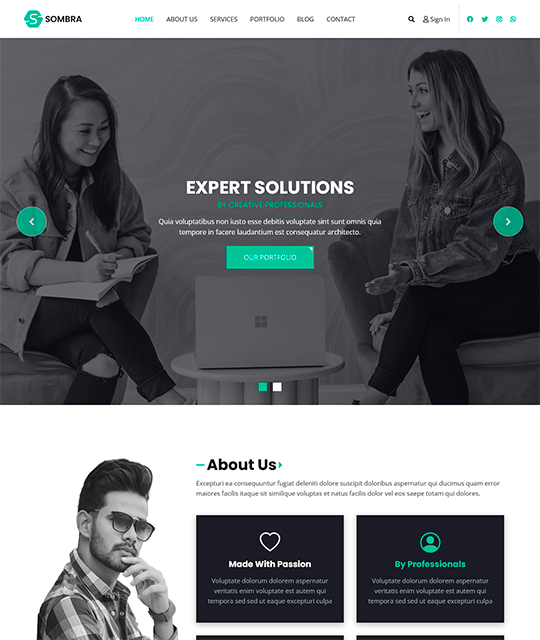 SOMBRA
HOME ABOUT US SERVICES PORTFOLIO BLOG CONTACT Sign In
EXPERT SOLUTIONS
BY CREATIVE PROFESSIONALS
Quia voluptatibus non iusto esse debitis voluptate sint sunt omnis quia
tempore in facere laudantium est consequatur architecto.
OUR PORTFOLIO
About Us
Excepturi ea consequuntur fugiat deleniti dolore suscipit doloribus aspernatur qui ducimus quam error
maiores facilis itaque sit similique voluptas et natus facilis dolor vel eos saepe totam qui dolores.
Made With Passion
Voluptate dolorum dolorem aspernatur
veritatis enim voluptate est autem qui
tempora sed sed ut eaque excepturi culpa
By Professionals
Voluptate dolorum dolorem aspernatur
veritatis enim voluptate est autem qui
tempora sed sed ut eaque excepturi culpa